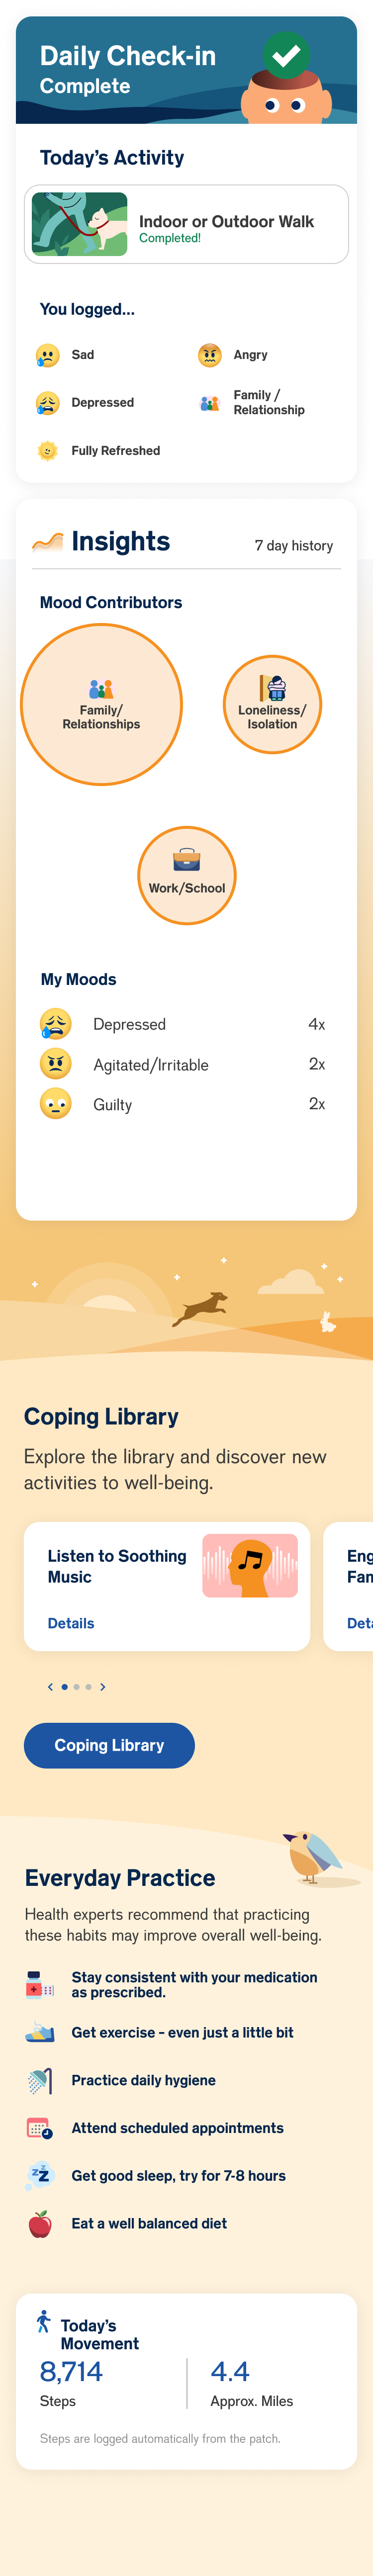 Daily Check-in
Complete
Today's Activity
Indoor or Outdoor Walk
Completed!
You logged...
Sad
Angry
Depressed
Family /
Relationship
Fully Refreshed
Insights
7 day history
Mood Contributors
Family/
Relationships
Loneliness/
Isolation
Work/School
My Moods
Depressed
4x
Agitated/Irritable
2x
Guilty
2x
Coping Library
Explore the library and discover new
activities to well-being.
Listen to Soothing
Music
Details
Eng
Fan
Deta
Coping Library
Everyday Practice
Health experts recommend that practicing
these habits may improve overall well-being.
Stay consistent with your medication
as prescribed.
Get exercise - even just a little bit
Practice daily hygiene
Attend scheduled appointments
zzZ
Get good sleep, try for 7-8 hours
Eat a well balanced diet
Today's
Movement
8,714
Steps
4.4
Approx. Miles
Steps are logged automatically from the patch.